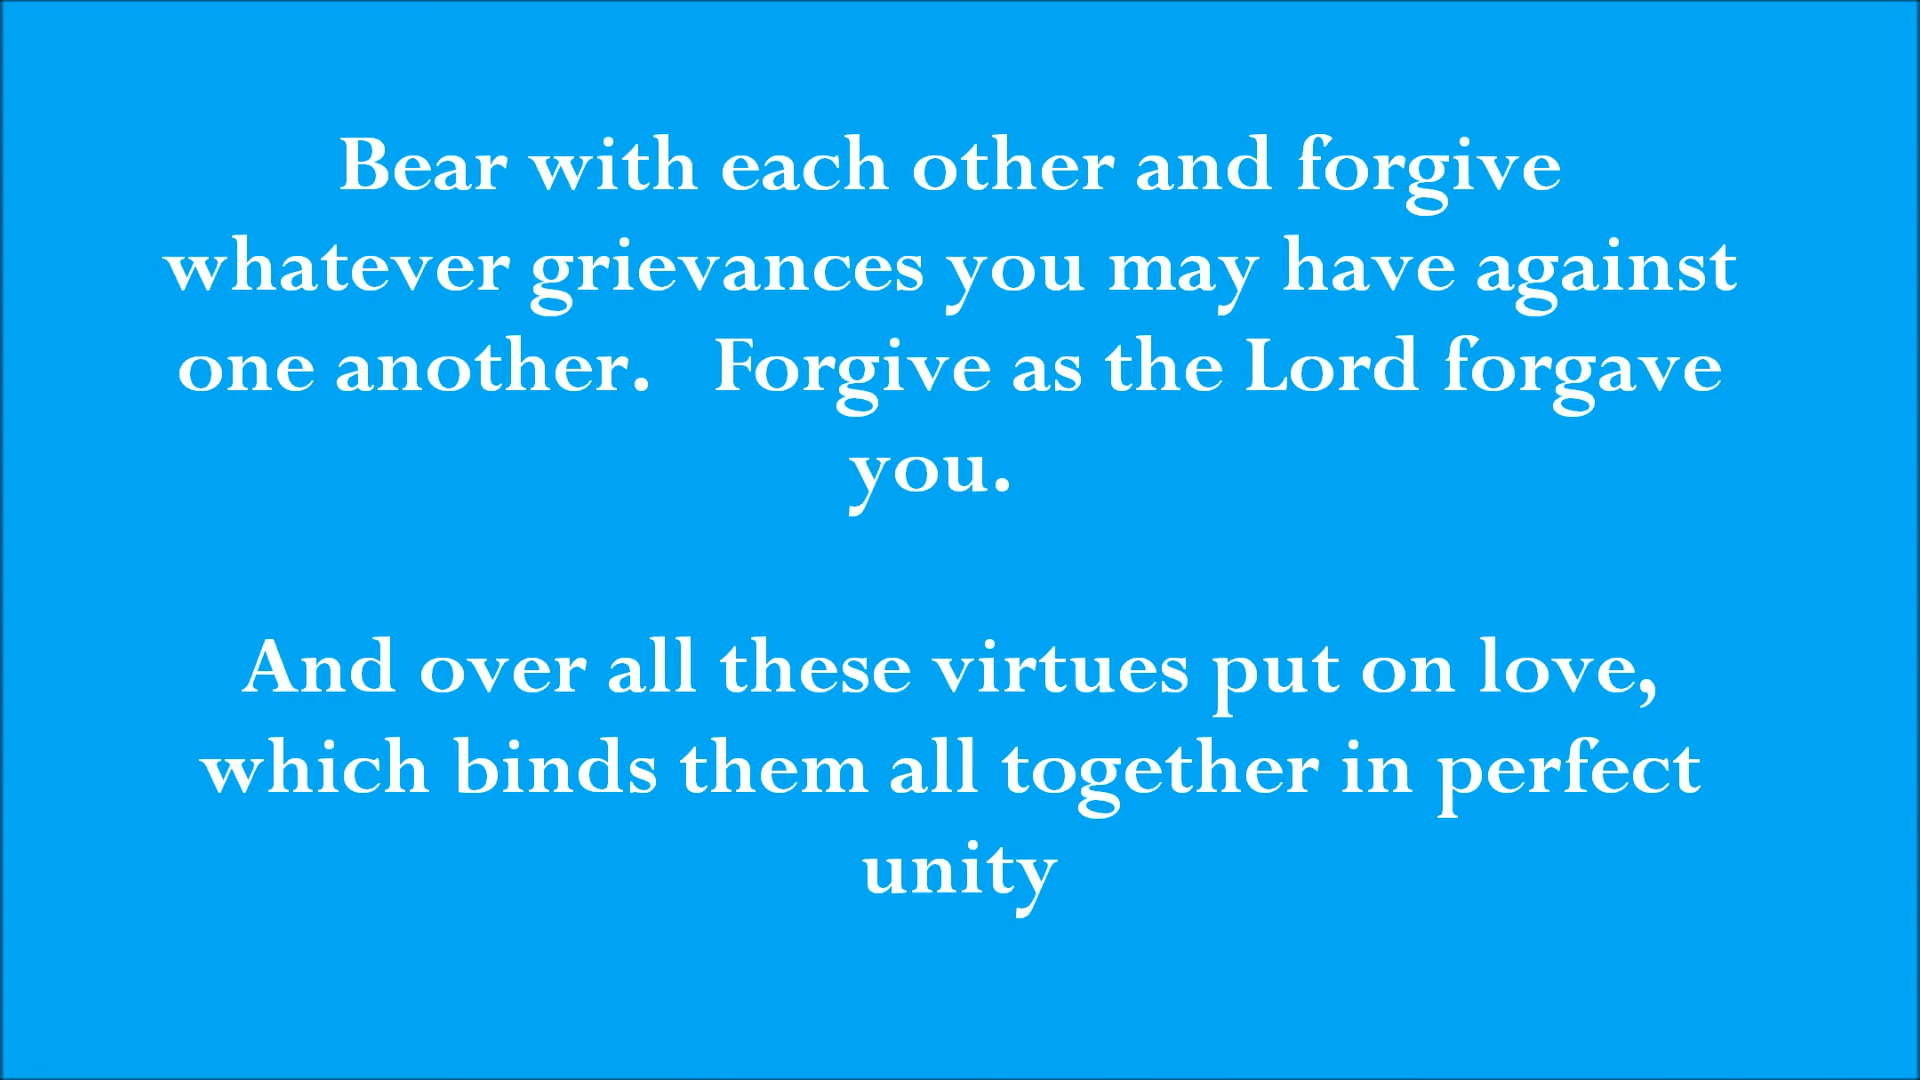 Bear with each other and forgive
whatever grievances you may have against
one another.   Forgive as the Lord forgave
you.
And over all these virtues put on love,
which binds them all together in perfect
unity